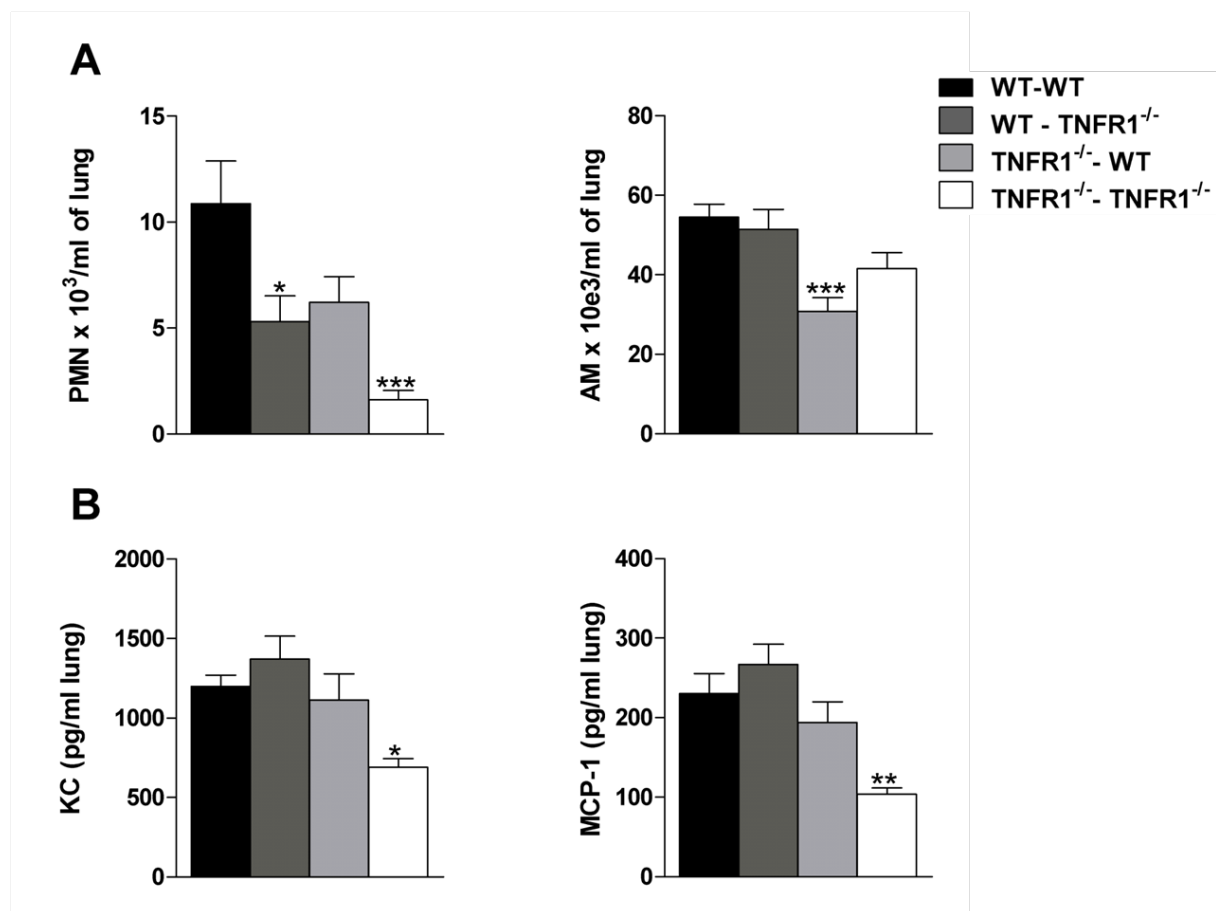 A
WT-WT
WT - TNFR1-/-
TNFR1-/- - WT
TNFR1-/- - TNFR1-/-
PMN x 10³/ml of lung
15
10
5
0
*
***
AM x 10e3/ml of lung
80
60
40
20
0
***
B
KC (pg/ml lung)
2000
1500
1000
500
0
*
MCP-1 (pg/ml lung)
400
300
200
100
0
**